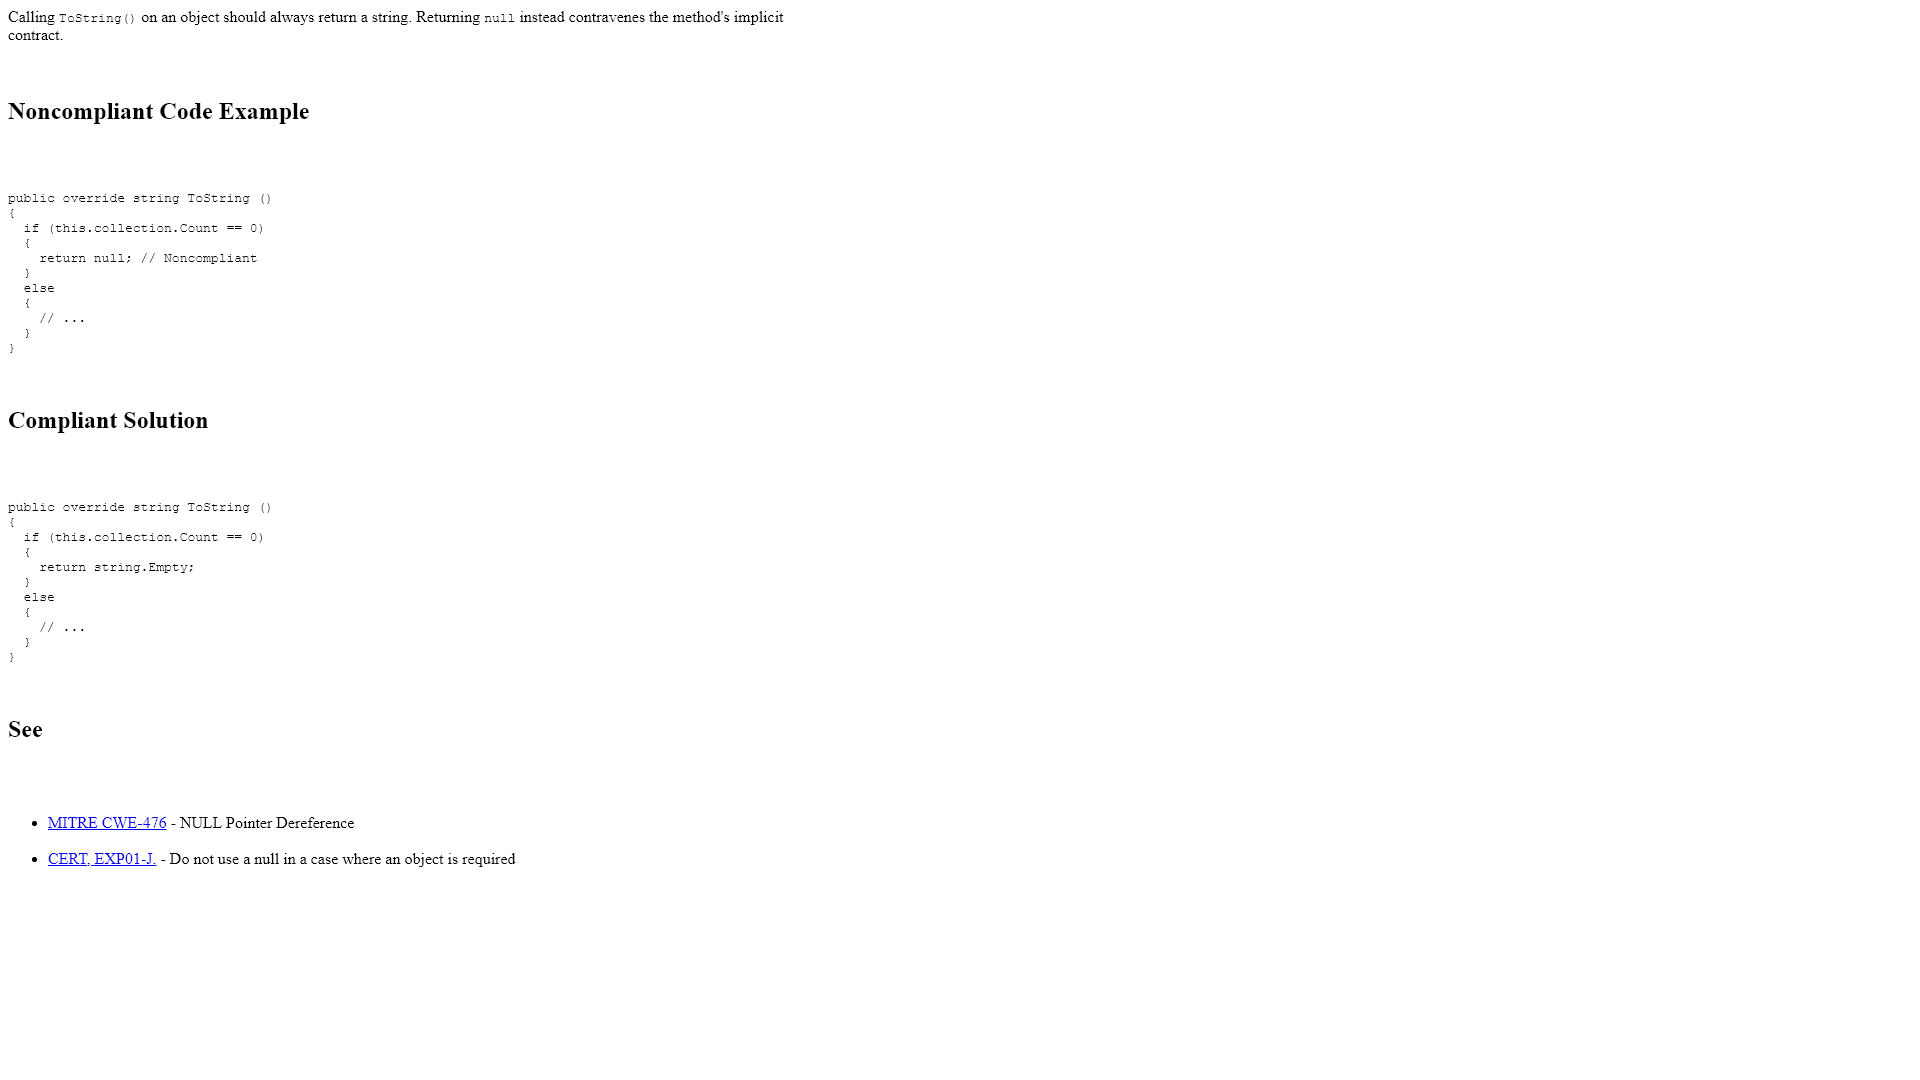 Calling ToString() on an object should always return a string. Returning null instead contravenes the method's implicit
contract.
Noncompliant Code Example
public override string ToString ()
{
  if (this.collection.Count == 0)
  {
    return null; // Noncompliant
  }
  else
  {
    // ...
  }
}
Compliant Solution
public override string ToString ()
{
  if (this.collection.Count == 0)
  {
    return string.Empty;
  }
  else
  {
    // ...
  }
}
See
• MITRE CWE-476 - NULL Pointer Dereference
• CERT, EXP01-J. - Do not use a null in a case where an object is required